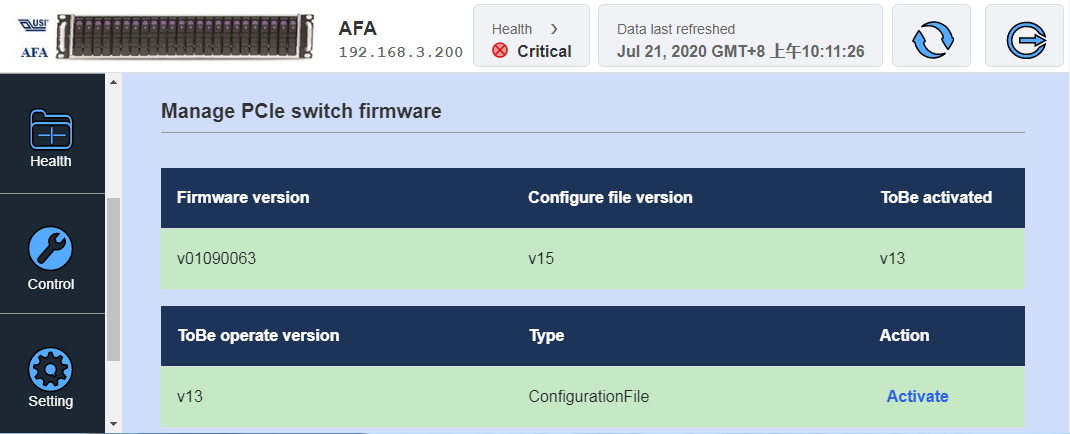 USI
AFA
AFA
192.168.3.200
Health >
Critical
Data last refreshed
Jul 21, 2020 GMT+8 上午10:11:26
Health
Control
Setting
Manage PCIe switch firmware
Firmware version Configure file version ToBe activated
v01090063 v15 v13
ToBe operate version Type Action
v13 ConfigurationFile Activate